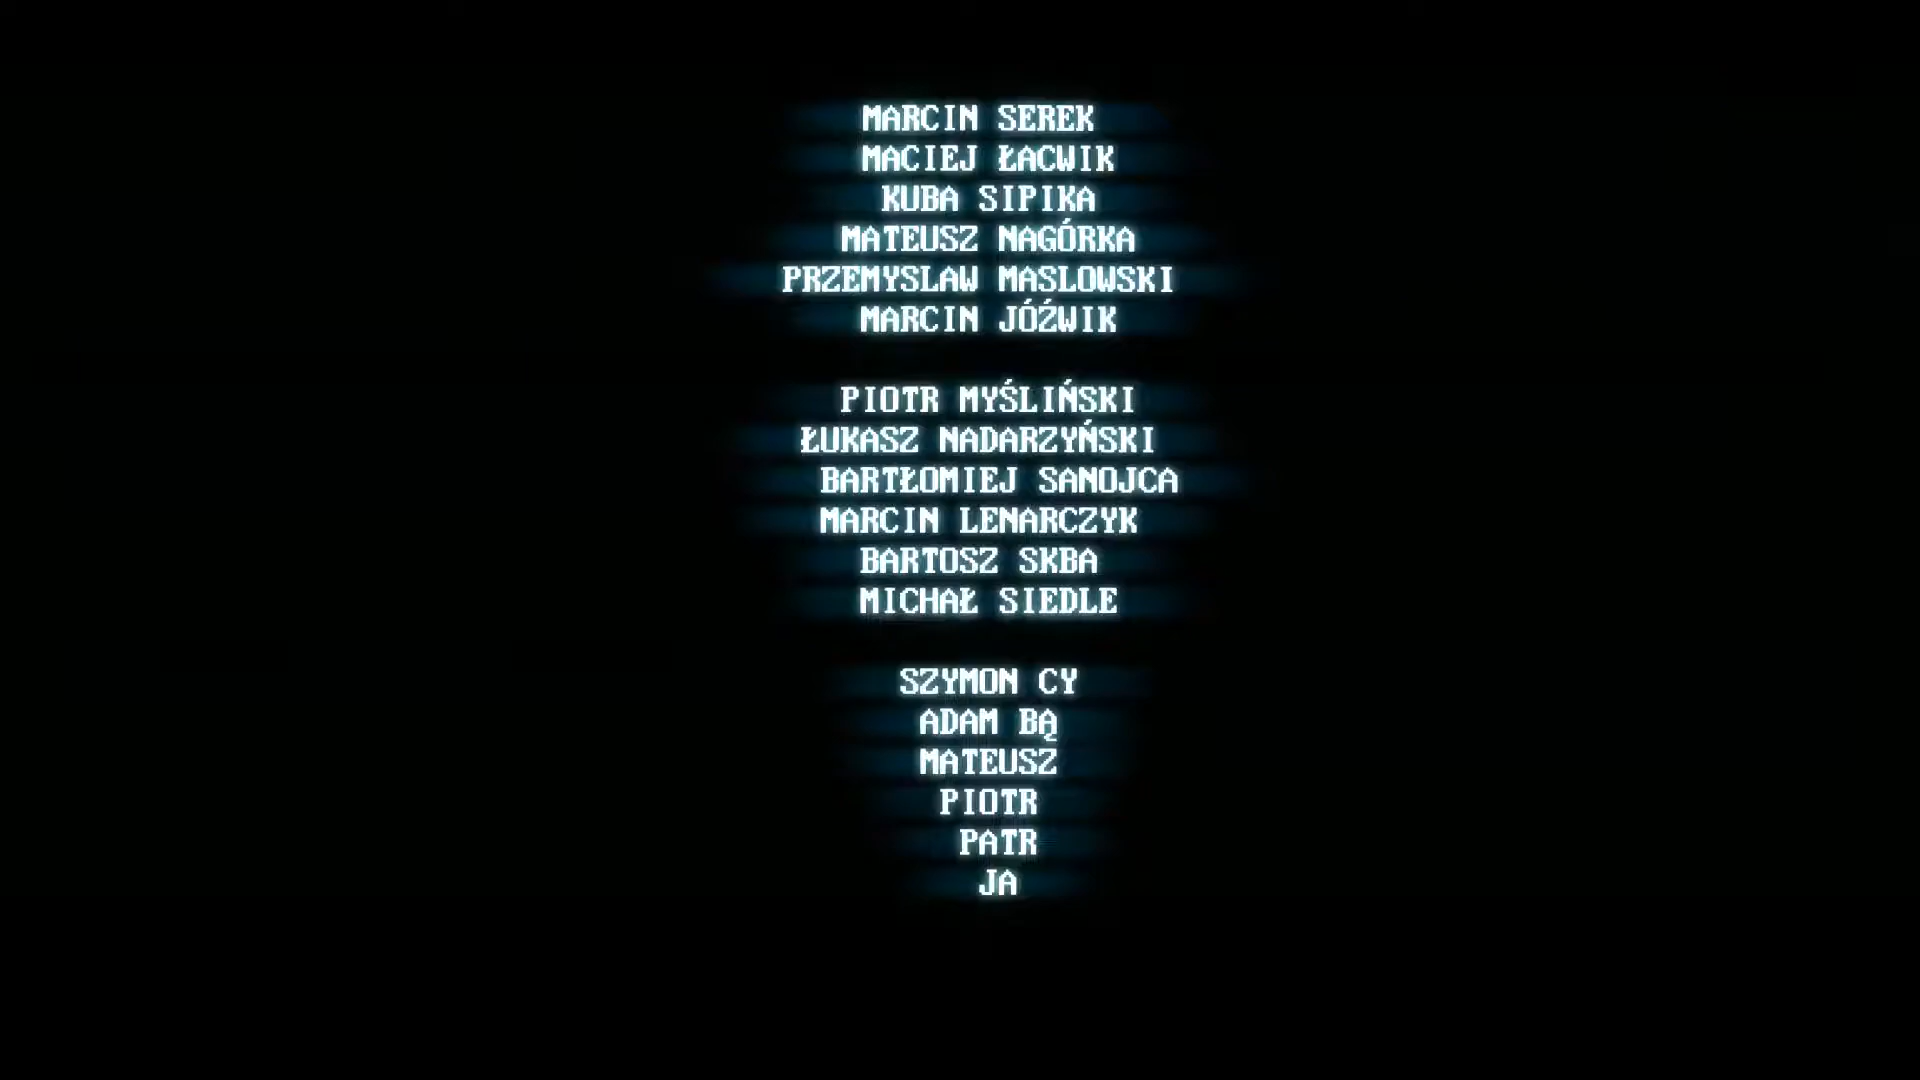 MARCIN SEREK
MACIEJ ŁACWIK
KUBA SIPIKA
MATEUSZ NAGÓRKA
PRZEMYSLAW MASLOWSKI
MARCIN JÓŹWIK
PIOTR MYŚLIŃSKI
ŁUKASZ NADARZYŃSKI
BARTŁOMIEJ SANOJCA
MARCIN LENARCZYK
BARTOSZ SKBA
MICHAŁ SIEDLE
SZYMON CY
ADAM BĄ
MATEUSZ
PIOTR
PATR
JA